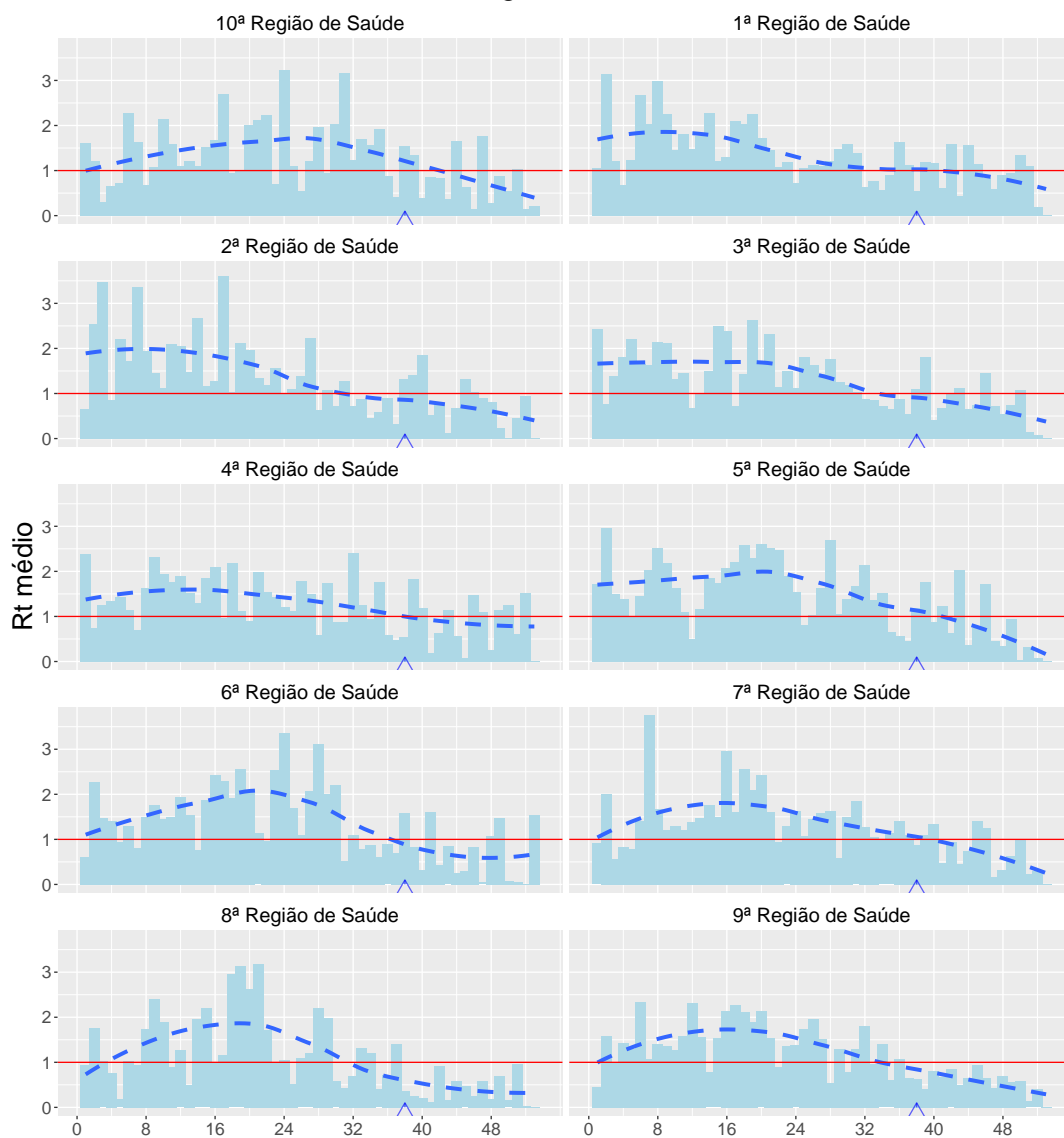 10ª Região de Saúde
1ª Região de Saúde
3
2
1
0
2ª Região de Saúde
3ª Região de Saúde
3
2
1
0
4ª Região de Saúde
5ª Região de Saúde
3
2
1
0
Rt médio
6ª Região de Saúde
7ª Região de Saúde
3
2
1
0
8ª Região de Saúde
9ª Região de Saúde
3
2
1
0
0 8 16 24 32 40 48
0 8 16 24 32 40 48